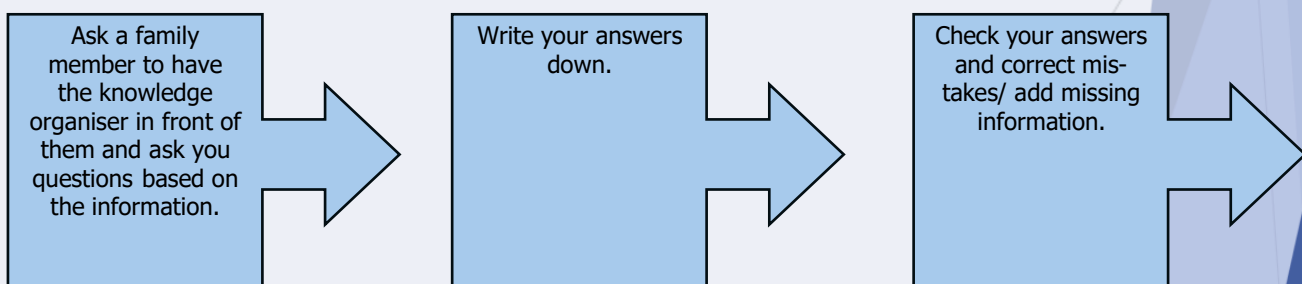 Ask a family
member to have
the knowledge
organiser in front of
them and ask you
questions based on
the information.
Write your answers
down.
Check your answers
and correct mis-
takes/ add missing
information.